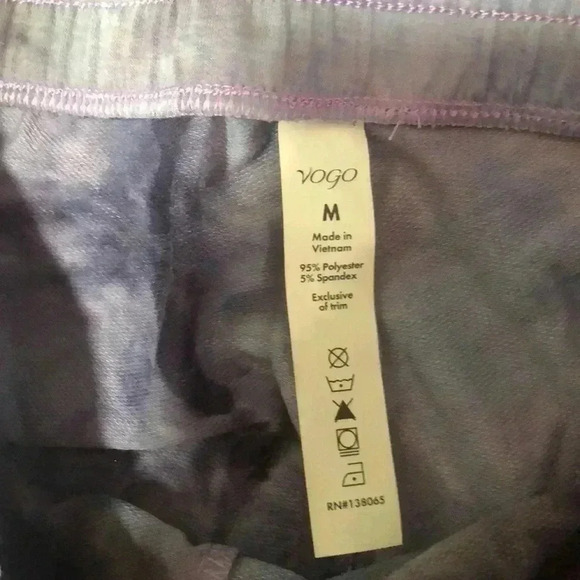 VOGO
M
Made in
Vietnam
95% Polyester
5% Spandex
Exclusive
of trim
RN#138065